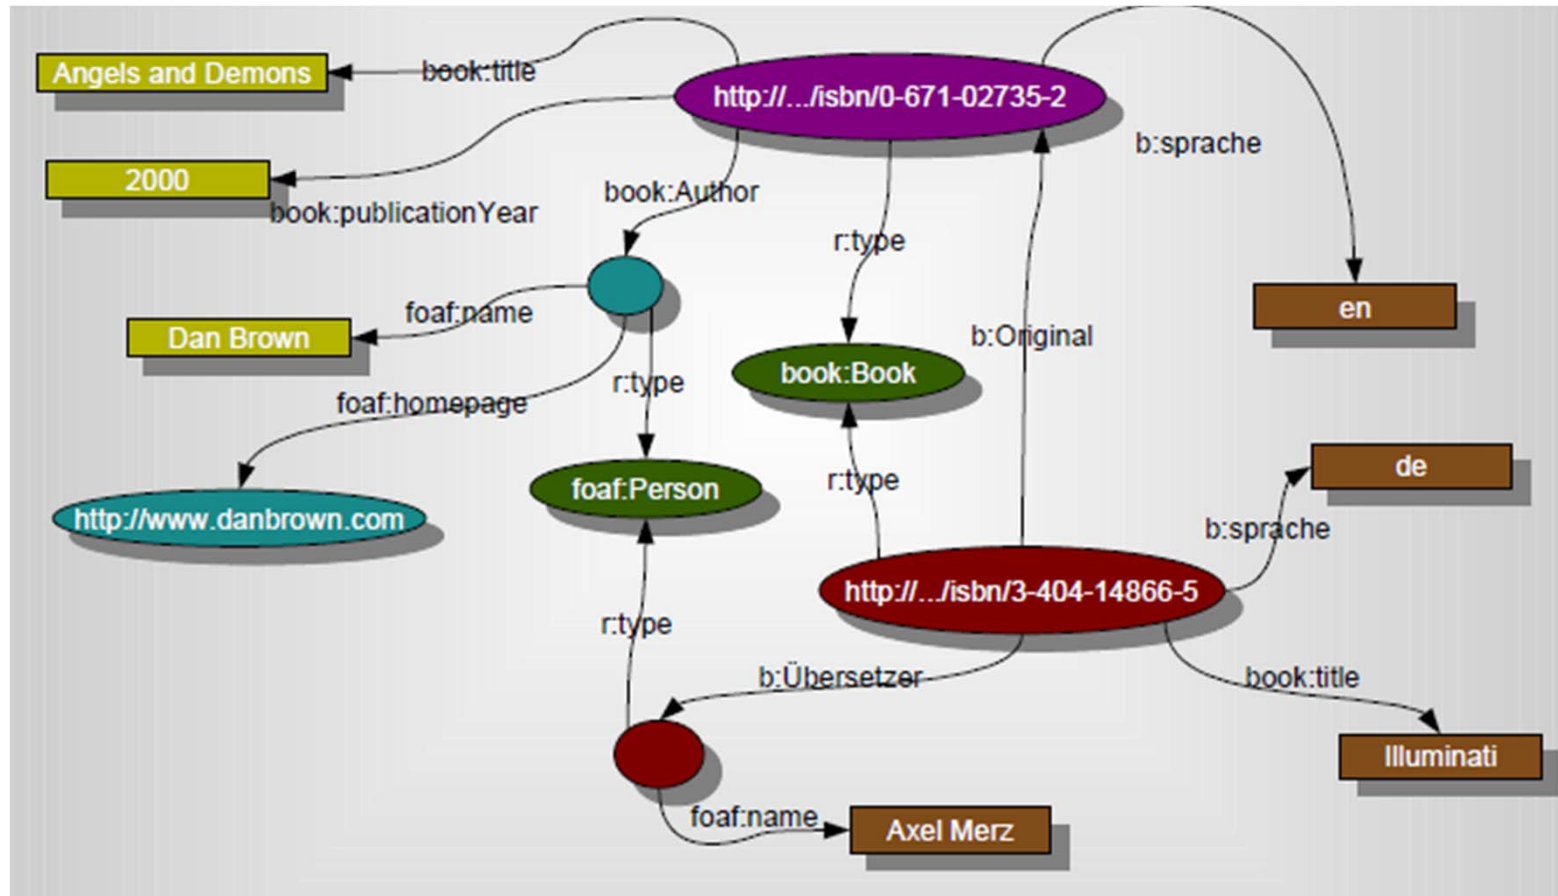 Angels and Demons
book:title
http://.../isbn/0-671-02735-2
b:sprache
2000
book:publicationYear
book:Author
r:type
foaf:name
Dan Brown
b:Original
en
foaf:homepage
r:type
book:Book
http://www.danbrown.com
foaf:Person
r:type
de
b:sprache
http://.../isbn/3-404-14866-5
r:type
b:Übersetzer
book:title
Illuminati
foaf:name
Axel Merz